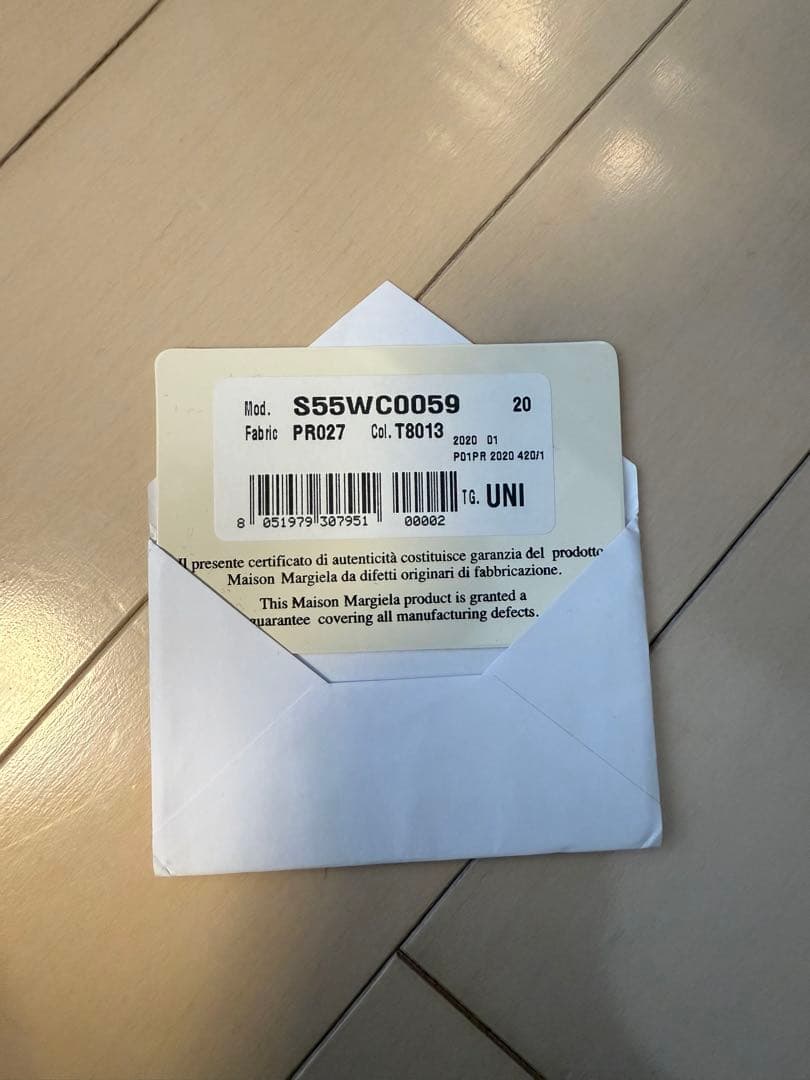 Mod. S55WC0059 20
Fabric PR027 Col. T8013
2020 01
P01PR 2020 420/1
TG. UNI
8 051979 307951 00002
Il presente certificato di autenticità costituisce garanzia del prodotto
Maison Margiela da difetti originari di fabbricazione.
This Maison Margiela product is granted a
guarantee covering all manufacturing defects.